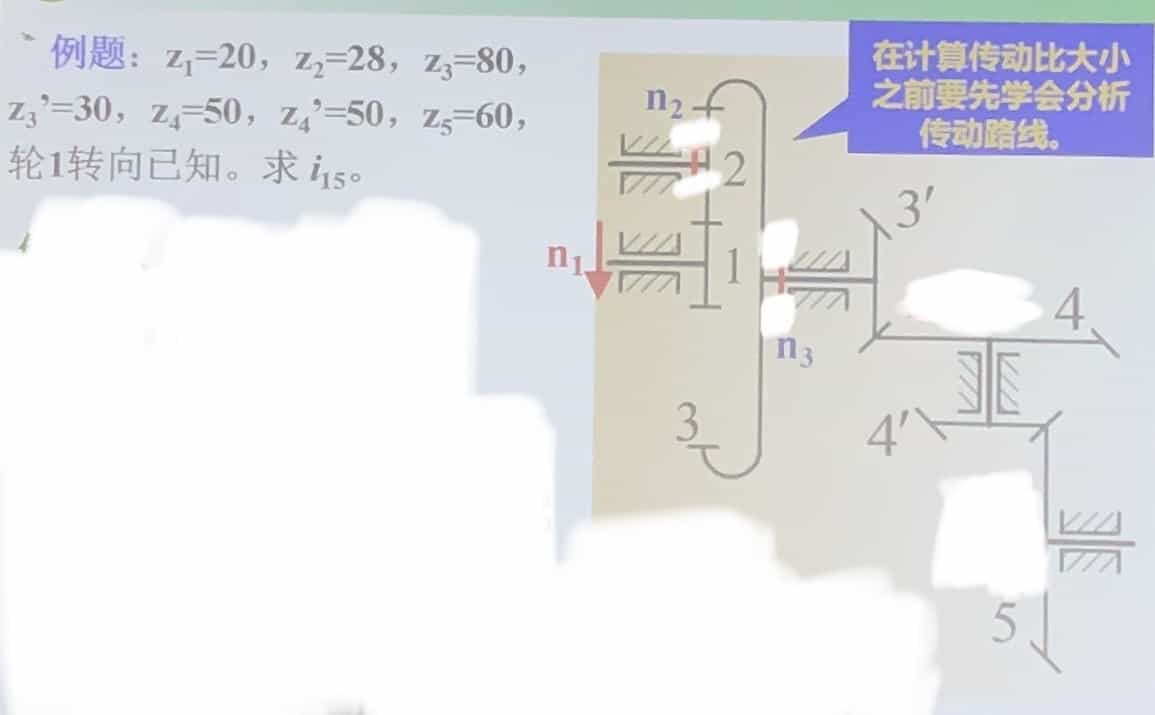 例题：z₁=20，z₂=28，z₃=80，
z₃’=30，z₄=50，z₄’=50，z₅=60，
轮1转向已知。求 i₁₅。
在计算传动比大小
之前要先学会分析
传动路线。
n₂
2
n₁
1
3′
4
n₃
3
4′
5